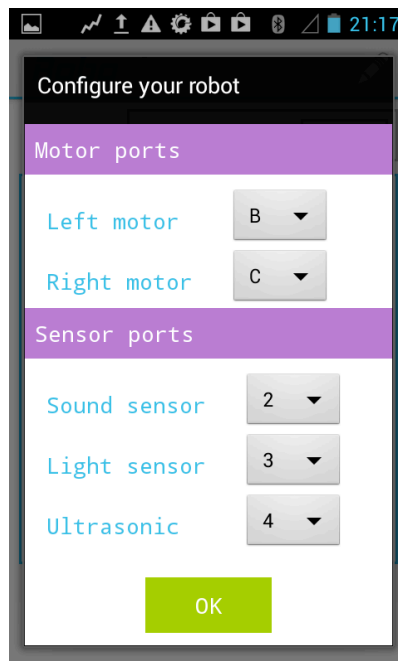 21:17
Configure your robot
Motor ports
Left motor B
Right motor C
Sensor ports
Sound sensor 2
Light sensor 3
Ultrasonic 4
OK